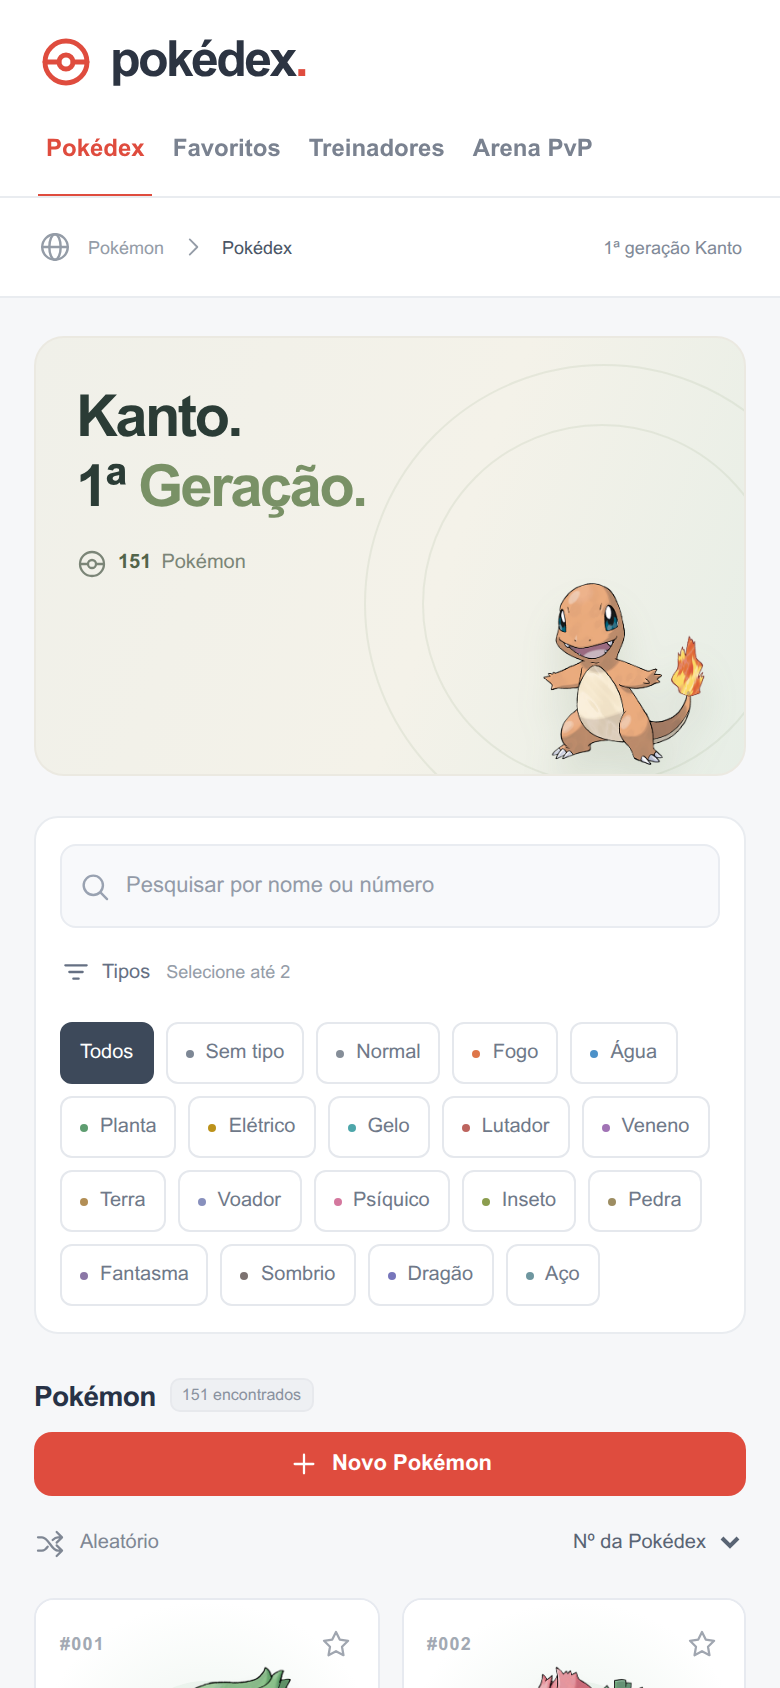 pokédex.
Pokédex Favoritos Treinadores Arena PvP
Pokémon Pokédex 1ª geração Kanto
Kanto.
1ª Geração.
151 Pokémon
Pesquisar por nome ou número
Tipos Selecione até 2
Todos Sem tipo Normal Fogo Água
Planta Elétrico Gelo Lutador Veneno
Terra Voador Psíquico Inseto Pedra
Fantasma Sombrio Dragão Aço
Pokémon 151 encontrados
Novo Pokémon
Aleatório Nº da Pokédex
#001 #002